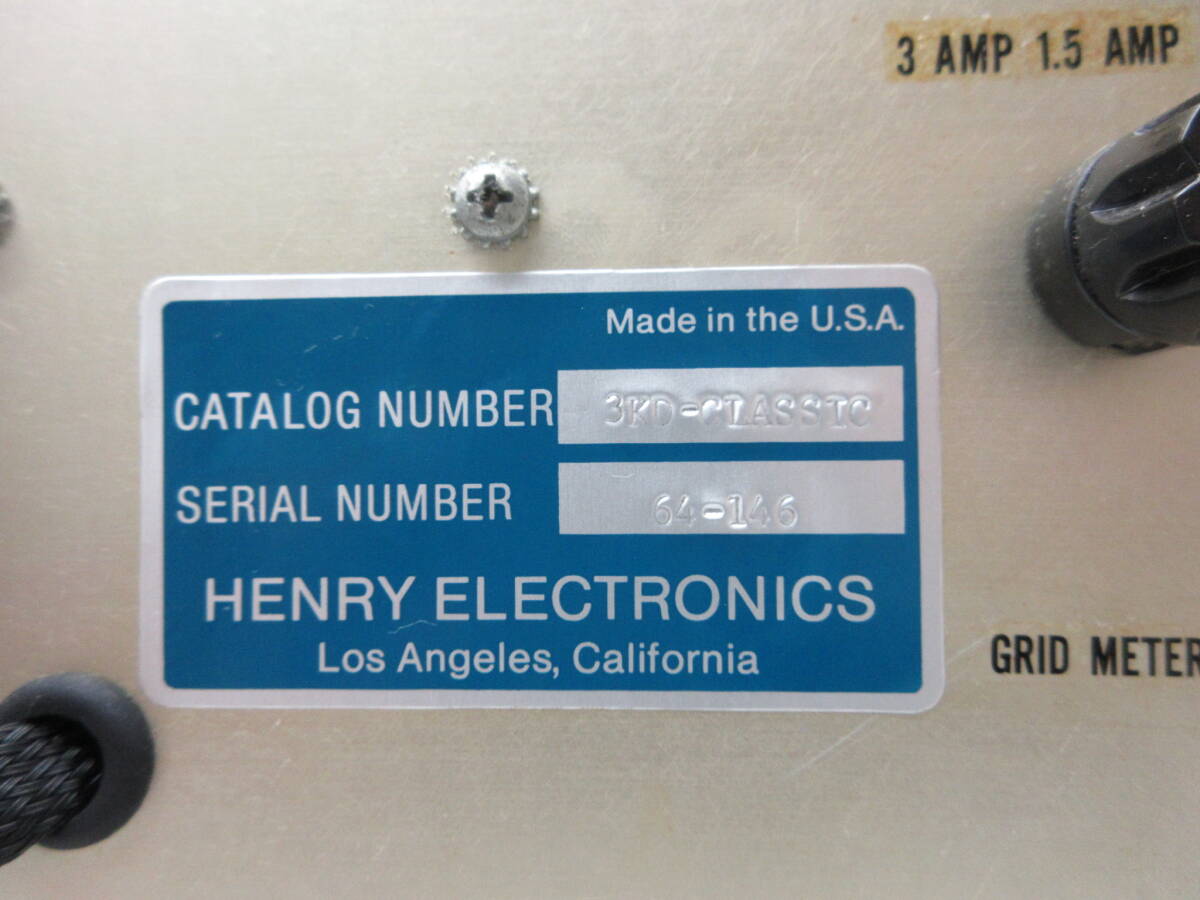 3 AMP 1.5 AMP
Made in the U.S.A.
CATALOG NUMBER 3KD-CLASSIC
SERIAL NUMBER 64-146
HENRY ELECTRONICS
Los Angeles, California
GRID METER